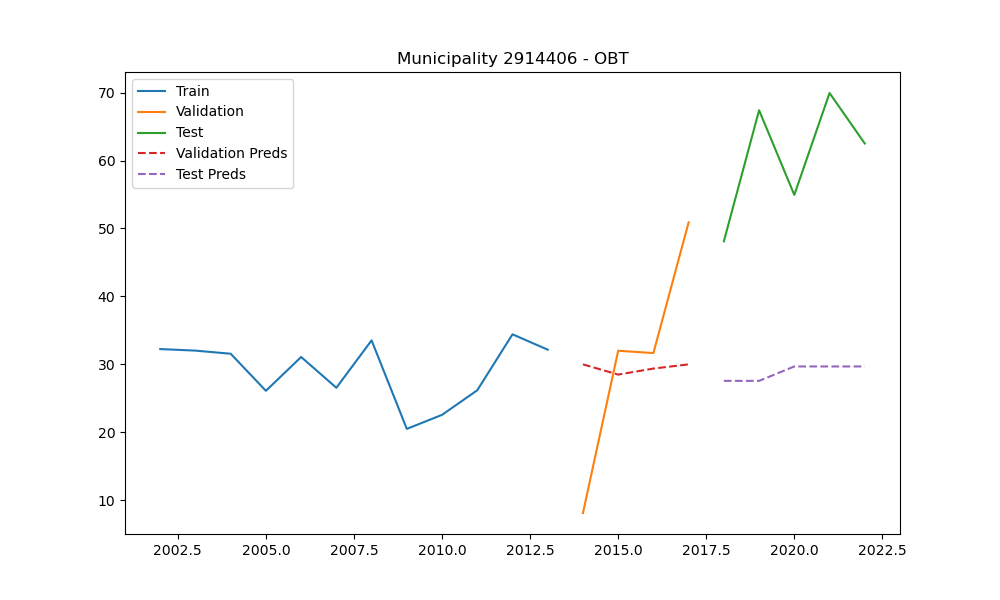 Municipality 2914406 - OBT
Train
Validation
Test
Validation Preds
Test Preds
70
60
50
40
30
20
10
2002.5 2005.0 2007.5 2010.0 2012.5 2015.0 2017.5 2020.0 2022.5